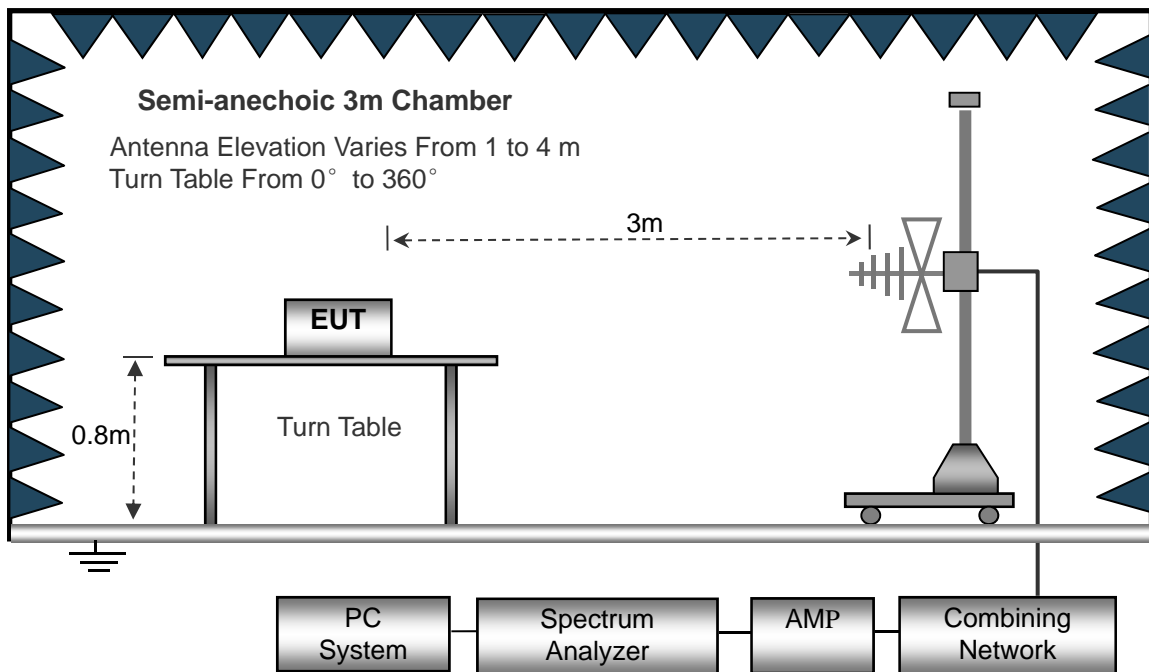 Semi-anechoic 3m Chamber
Antenna Elevation Varies From 1 to 4 m
Turn Table From 0° to 360°
3m
EUT
0.8m
Turn Table
PC
System
Spectrum
Analyzer
AMP
Combining
Network